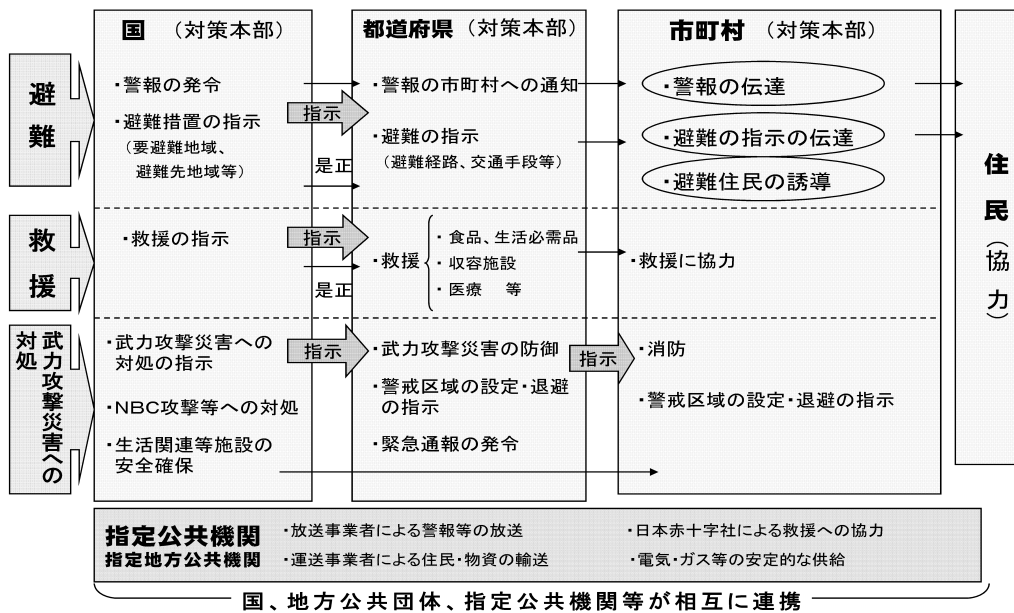 国（対策本部）
都道府県（対策本部）
市町村（対策本部）
避難
・警報の発令
・避難措置の指示
（要避難地域、
避難先地域等）
指示
是正
・警報の市町村への通知
・避難の指示
（避難経路、交通手段等）
・警報の伝達
・避難の指示の伝達
・避難住民の誘導
救援
・救援の指示
指示
是正
・救援
・食品、生活必需品
・収容施設
・医療　等
・救援に協力
武力攻撃災害への
対処
・武力攻撃災害への
対処の指示
・NBC攻撃等への対処
・生活関連等施設の
安全確保
指示
・武力攻撃災害の防御
・警戒区域の設定・退避
の指示
・緊急通報の発令
指示
・消防
・警戒区域の設定・退避の指示
住民（協力）
指定公共機関
指定地方公共機関
・放送事業者による警報等の放送
・運送事業者による住民・物資の輸送
・日本赤十字社による救援への協力
・電気・ガス等の安定的な供給
国、地方公共団体、指定公共機関等が相互に連携